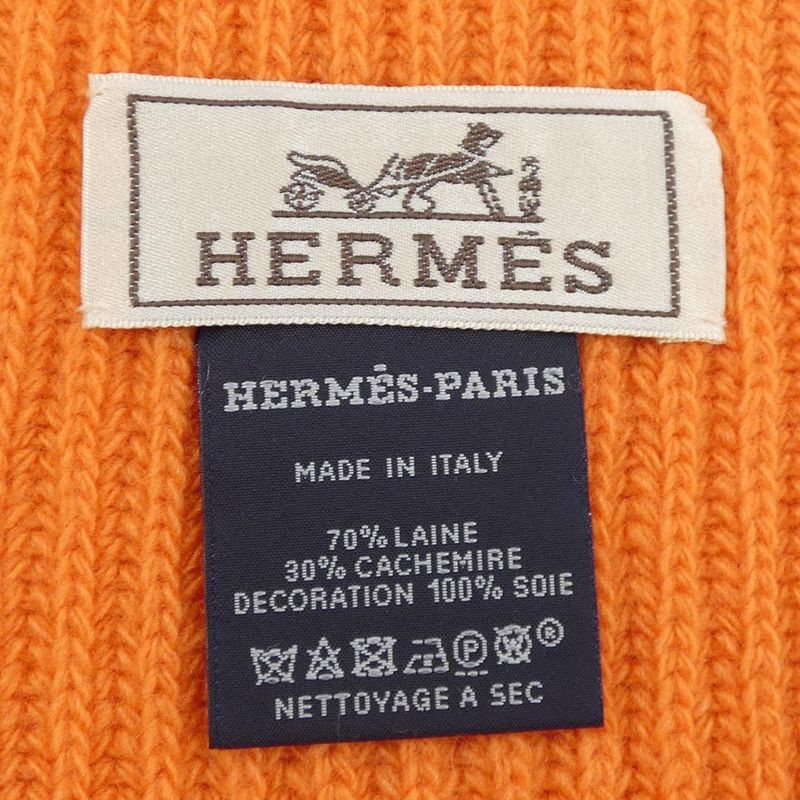 HERMÈS
HERMÈS-PARIS
MADE IN ITALY
70% LAINE
30% CACHEMIRE
DECORATION 100% SOIE
P W ®
NETTOYAGE A SEC